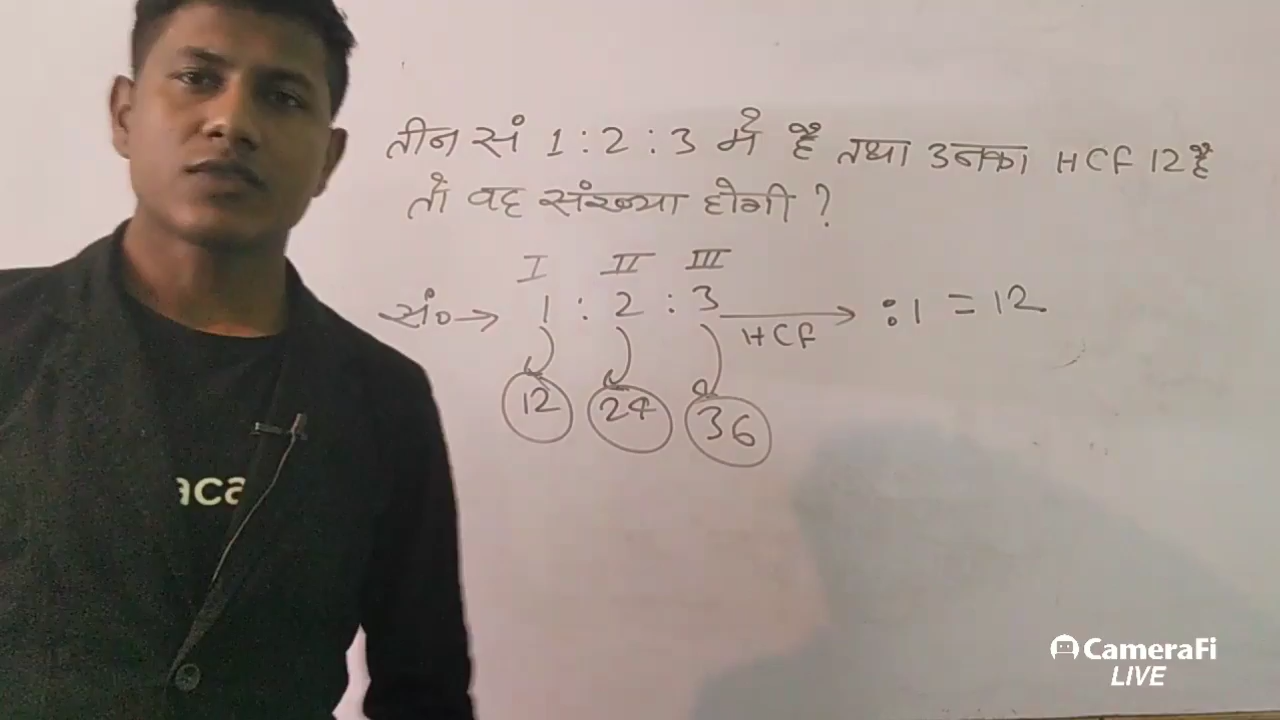 तीन सं 1 : 2 : 3 में है तथा उनका HCF 12 है
तो वह संख्या होगी ?
I II III
सं० → 1 : 2 : 3 HCF → : 1 = 12
12 24 36
aca
CameraFi
LIVE